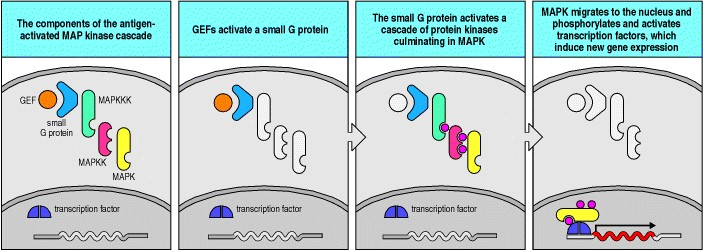 The components of the antigen-
activated MAP kinase cascade
GEF
MAPKKK
small
G protein
MAPKK
MAPK
transcription factor
GEFs activate a small G protein
transcription factor
The small G protein activates a
cascade of protein kinases
culminating in MAPK
transcription factor
MAPK migrates to the nucleus and
phosphorylates and activates
transcription factors, which
induce new gene expression